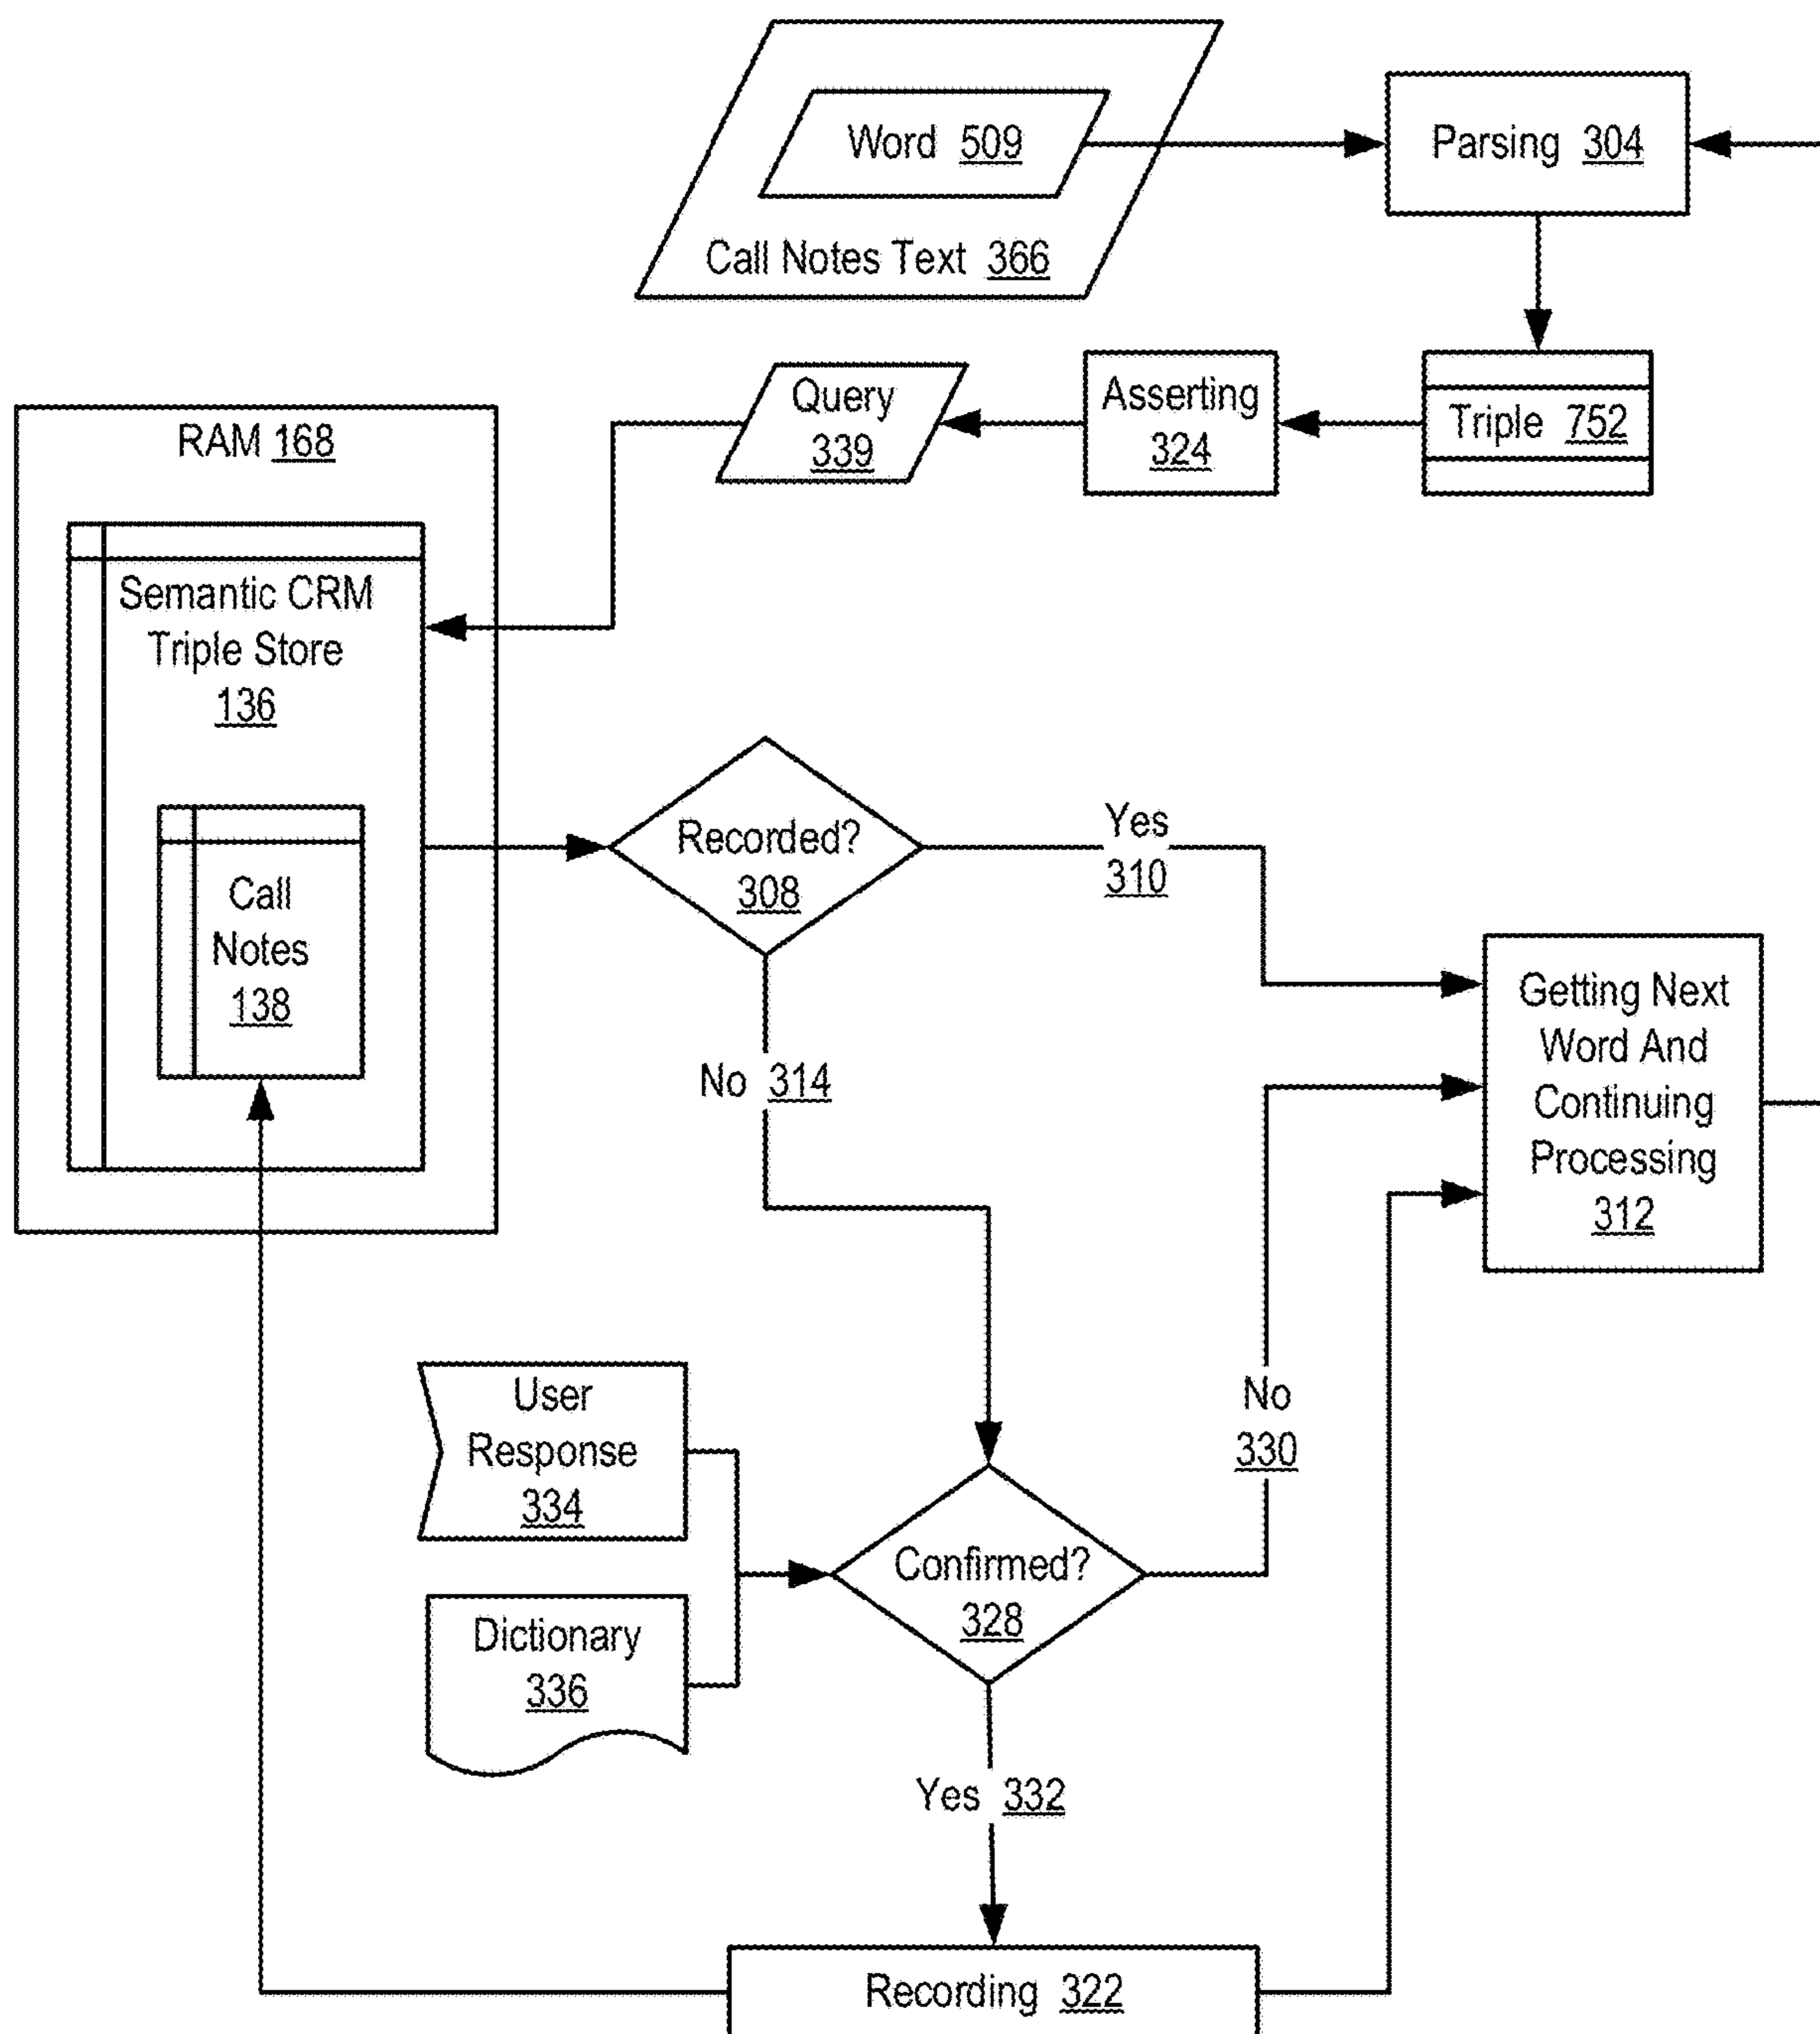 Word 509
Parsing 304
Call Notes Text 366
Query
339
Asserting
324
Triple 752
RAM 168
Semantic CRM
Triple Store
136
Recorded?
308
Yes
310
Call
Notes
138
No 314
Getting Next
Word And
Continuing
Processing
312
User
Response
334
No
330
Confirmed?
328
Dictionary
336
Yes 332
Recording 322